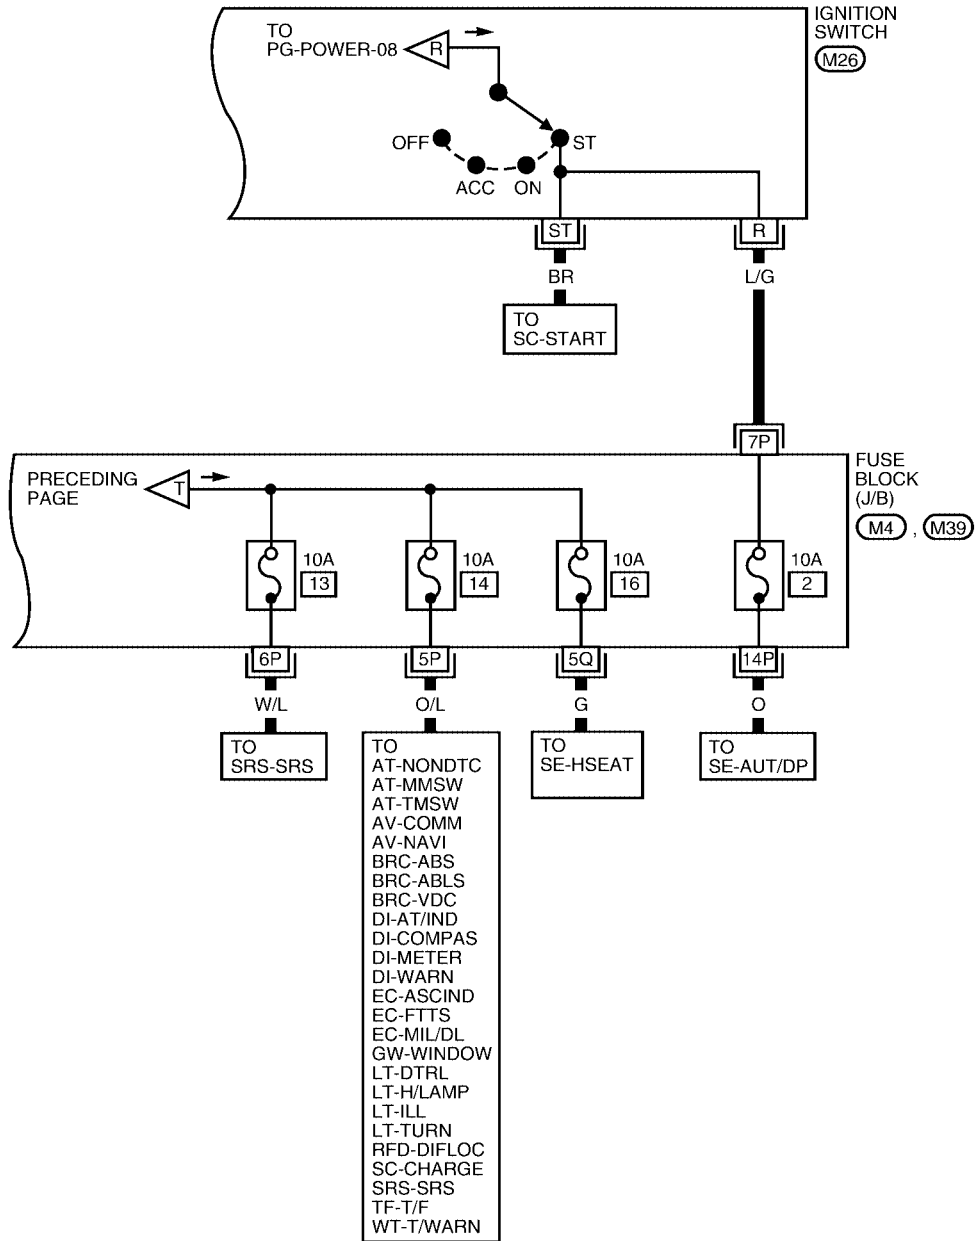 IGNITION
SWITCH
M26
TO
PG-POWER-08
R
OFF
ACC
ON
ST
ST
R
BR
L/G
TO
SC-START
7P
FUSE
BLOCK
(J/B)
M4 , M39
PRECEDING
PAGE
T
10A
13
10A
14
10A
16
10A
2
6P
5P
5Q
14P
W/L
O/L
G
O
TO
SRS-SRS
TO
AT-NONDTC
AT-MMSW
AT-TMSW
AV-COMM
AV-NAVI
BRC-ABS
BRC-ABLS
BRC-VDC
DI-AT/IND
DI-COMPAS
DI-METER
DI-WARN
EC-ASCIND
EC-FTTS
EC-MIL/DL
GW-WINDOW
LT-DTRL
LT-H/LAMP
LT-ILL
LT-TURN
RFD-DIFLOC
SC-CHARGE
SRS-SRS
TF-T/F
WT-T/WARN
TO
SE-HSEAT
TO
SE-AUT/DP